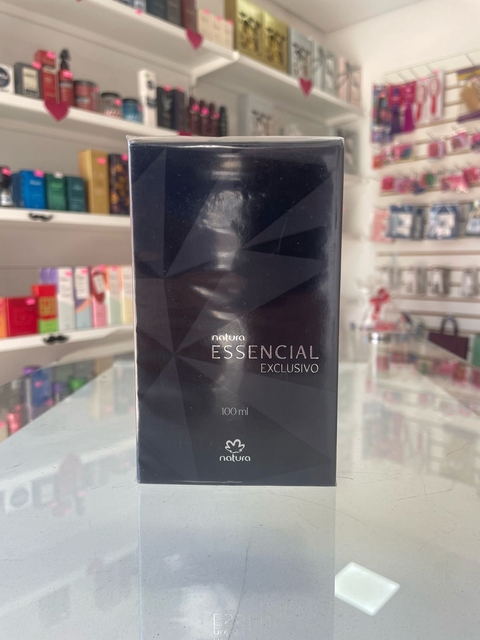 natura
ESSENCIAL
EXCLUSIVO
100 ml
natura